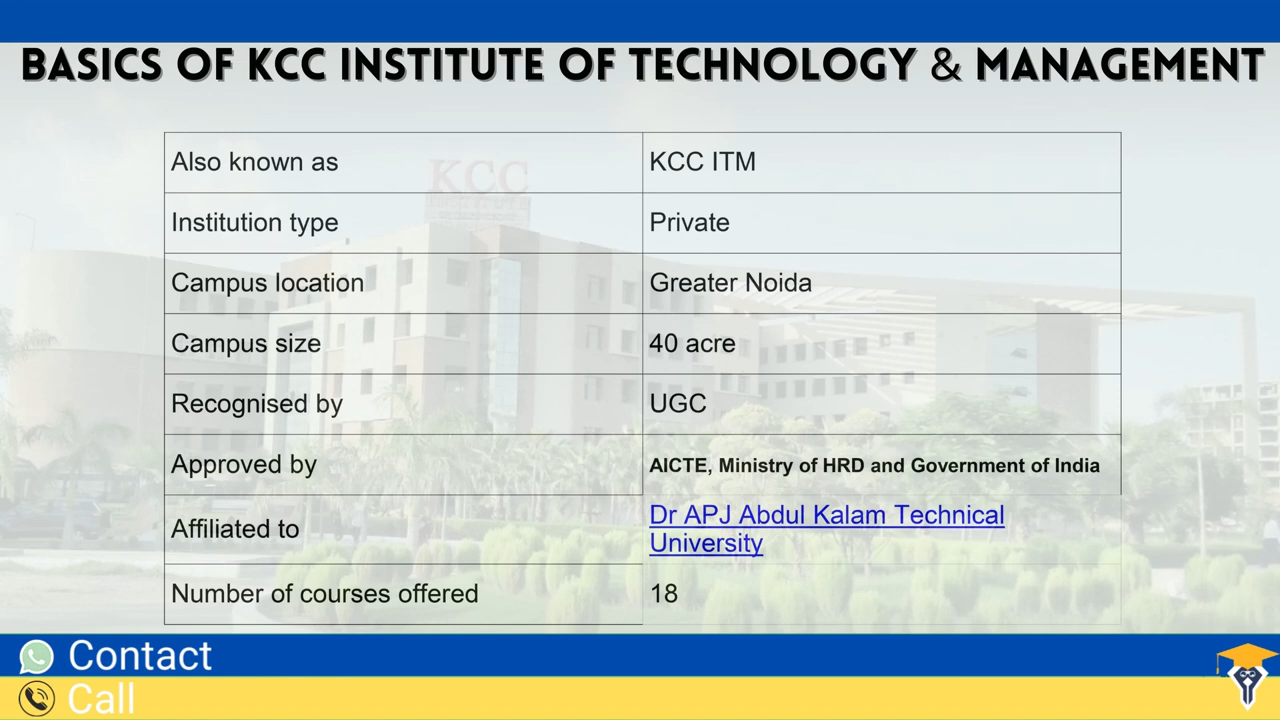 BASICS OF KCC INSTITUTE OF TECHNOLOGY & MANAGEMENT
Also known as KCC ITM
Institution type Private
Campus location Greater Noida
Campus size 40 acre
Recognised by UGC
Approved by AICTE, Ministry of HRD and Government of India
Affiliated to Dr APJ Abdul Kalam Technical
University
Number of courses offered 18
KCC
INSTITUTE
Contact
Call